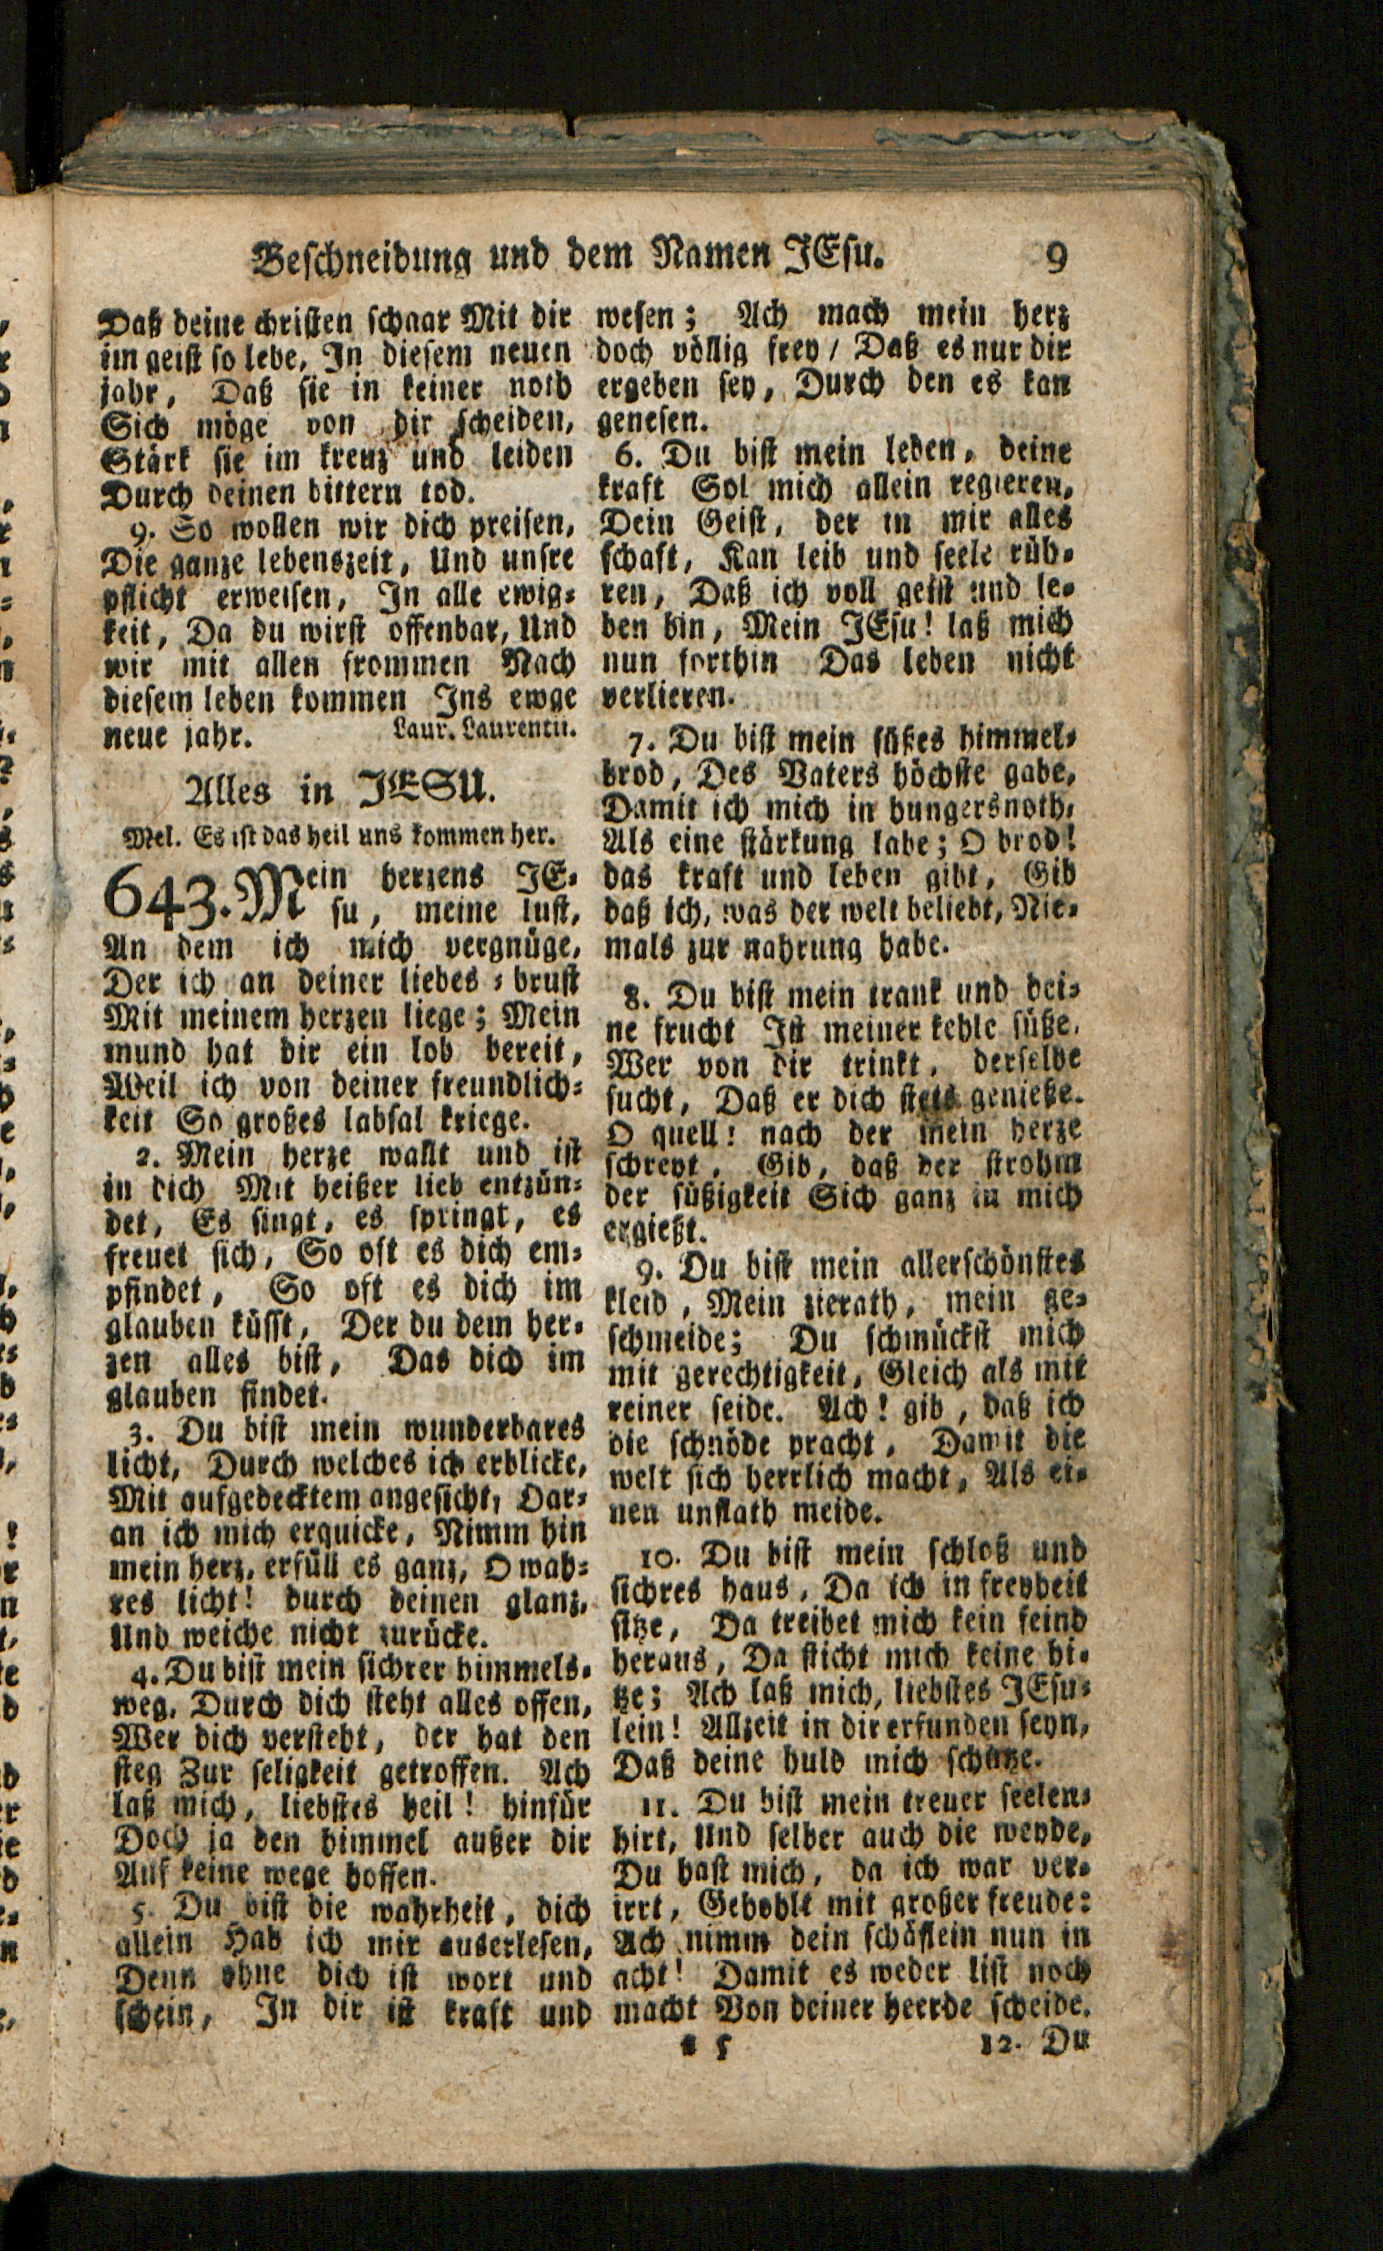 Beschneidung und dem Namen JEsu. 9
Daß deine christen schaar Mit dir
im geist so lebe, In diesem neuen
jahr, Daß sie in keiner noth
Sich möge von dir scheiden,
Stärk sie im kreuz und leiden
Durch deinen bittern tod.
9. So wollen wir dich preisen,
Die ganze lebenszeit, Und unsre
pflicht erweisen, In alle ewig-
keit, Da du wirst offenbar, Und
wir mit allen frommen Nach
diesem leben kommen Ins ewge
neue jahr. Laur. Laurentii.
Alles in JESU.
Mel. Es ist das heil uns kommen her.
643. Mein herzens JE-
su, meine lust,
An dem ich mich vergnüge,
Der ich an deiner liebes-brust
Mit meinem herzen liege; Mein
mund hat dir ein lob bereit,
Weil ich von deiner freundlich-
keit So großes labsal kriege.
2. Mein herze wallt und ist
in dich Mit heißer lieb entzün-
det, Es singt, es springt, es
freuet sich, So oft es dich em-
pfindet, So oft es dich im
glauben küsst, Der du dem her-
zen alles bist, Das dich im
glauben findet.
3. Du bist mein wunderbares
licht, Durch welches ich erblicke,
Mit aufgedecktem angesicht, Dar-
an ich mich erquicke, Nimm hin
mein herz, erfüll es ganz, O wah-
res licht! durch deinen glanz,
Und weiche nicht zurücke.
4. Du bist mein sichrer himmels-
weg, Durch dich steht alles offen,
Wer dich versteht, der hat den
steg Zur seligkeit getroffen. Ach
laß mich, liebstes heil! hinfür
Doch ja den himmel außer dir
Auf keine wege hoffen.
5. Du bist die wahrheit, dich
allein Hab ich mir auserlesen,
Denn ohne dich ist wort und
schein, In dir ist kraft und
wesen; Ach mach mein herz
doch völlig frey / Daß es nur dir
ergeben sey, Durch den es kan
genesen.
6. Du bist mein leben, deine
kraft Sol mich allein regieren,
Dein Geist, der in mir alles
schaft, Kan leib und seele rüh-
ren, Daß ich voll geist und le-
ben bin, Mein JEsu! laß mich
nun forthin Das leben nicht
verlieren.
7. Du bist mein süßes himmel-
brod, Des Vaters höchste gabe,
Damit ich mich in hungersnoth,
Als eine stärkung labe; O brod!
das kraft und leben gibt, Gib
daß ich, was der welt beliebt, Nie-
mals zur nahrung habe.
8. Du bist mein trank und dei-
ne frucht Ist meiner kehle süße,
Wer von dir trinkt, derselbe
sucht, Daß er dich stets genieße.
O quell! nach der mein herze
schreyt, Gib, daß der strohm
der süßigkeit Sich ganz in mich
ergießt.
9. Du bist mein allerschönstes
kleid, Mein zierath, mein ge-
schmeide; Du schmückst mich
mit gerechtigkeit, Gleich als mit
reiner seide. Ach! gib, daß ich
die schnöde pracht, Damit die
welt sich herrlich macht, Als ei-
nen unflath meide.
10. Du bist mein schloß und
sichres haus, Da ich in freyheit
sitze, Da treibet mich kein feind
heraus, Da sticht mich keine hi-
tze; Ach laß mich, liebstes JEsu-
lein! Allzeit in dir erfunden seyn,
Daß deine huld mich schütze.
11. Du bist mein treuer seelen-
hirt, Und selber auch die weyde,
Du hast mich, da ich war ver-
irrt, Gehohlt mit großer freude:
Ach nimm dein schäflein nun in
acht! Damit es weder list noch
macht Von deiner heerde scheide.
12. Du